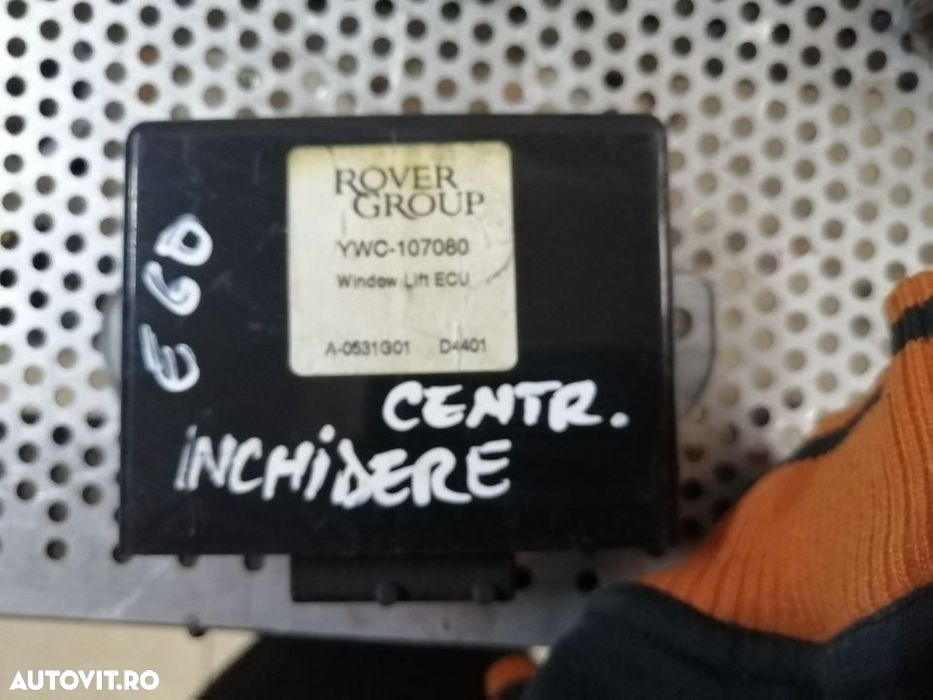 ROVER
GROUP
YWC-107080
Window Lift ECU
A-0531G01 D4401
E60
CENTR.
INCHIDERE
AUTOVIT.RO